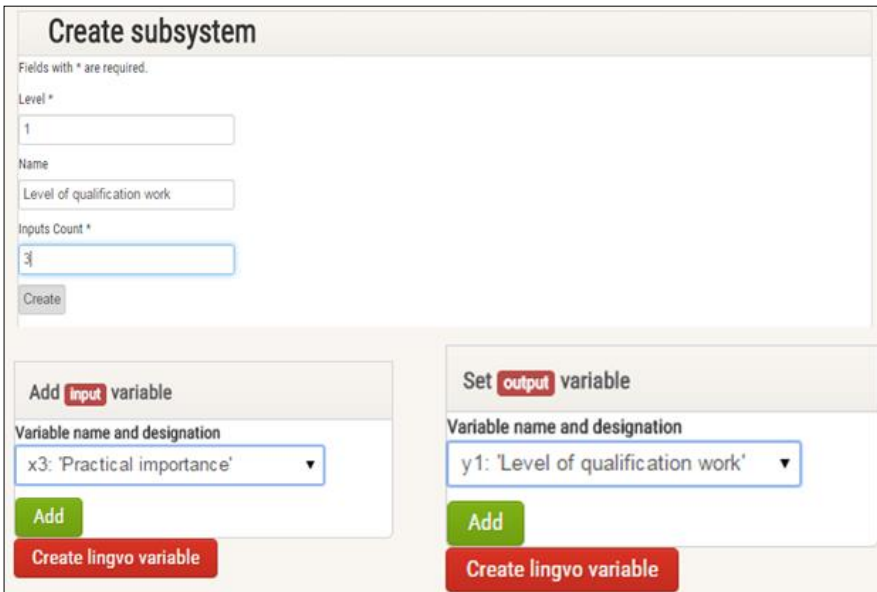 Create subsystem
Fields with * are required.
Level *
1
Name
Level of qualification work
Inputs Count *
3
Create
Add input variable
Variable name and designation
x3: 'Practical importance'
Add
Create lingvo variable
Set output variable
Variable name and designation
y1: 'Level of qualification work'
Add
Create lingvo variable